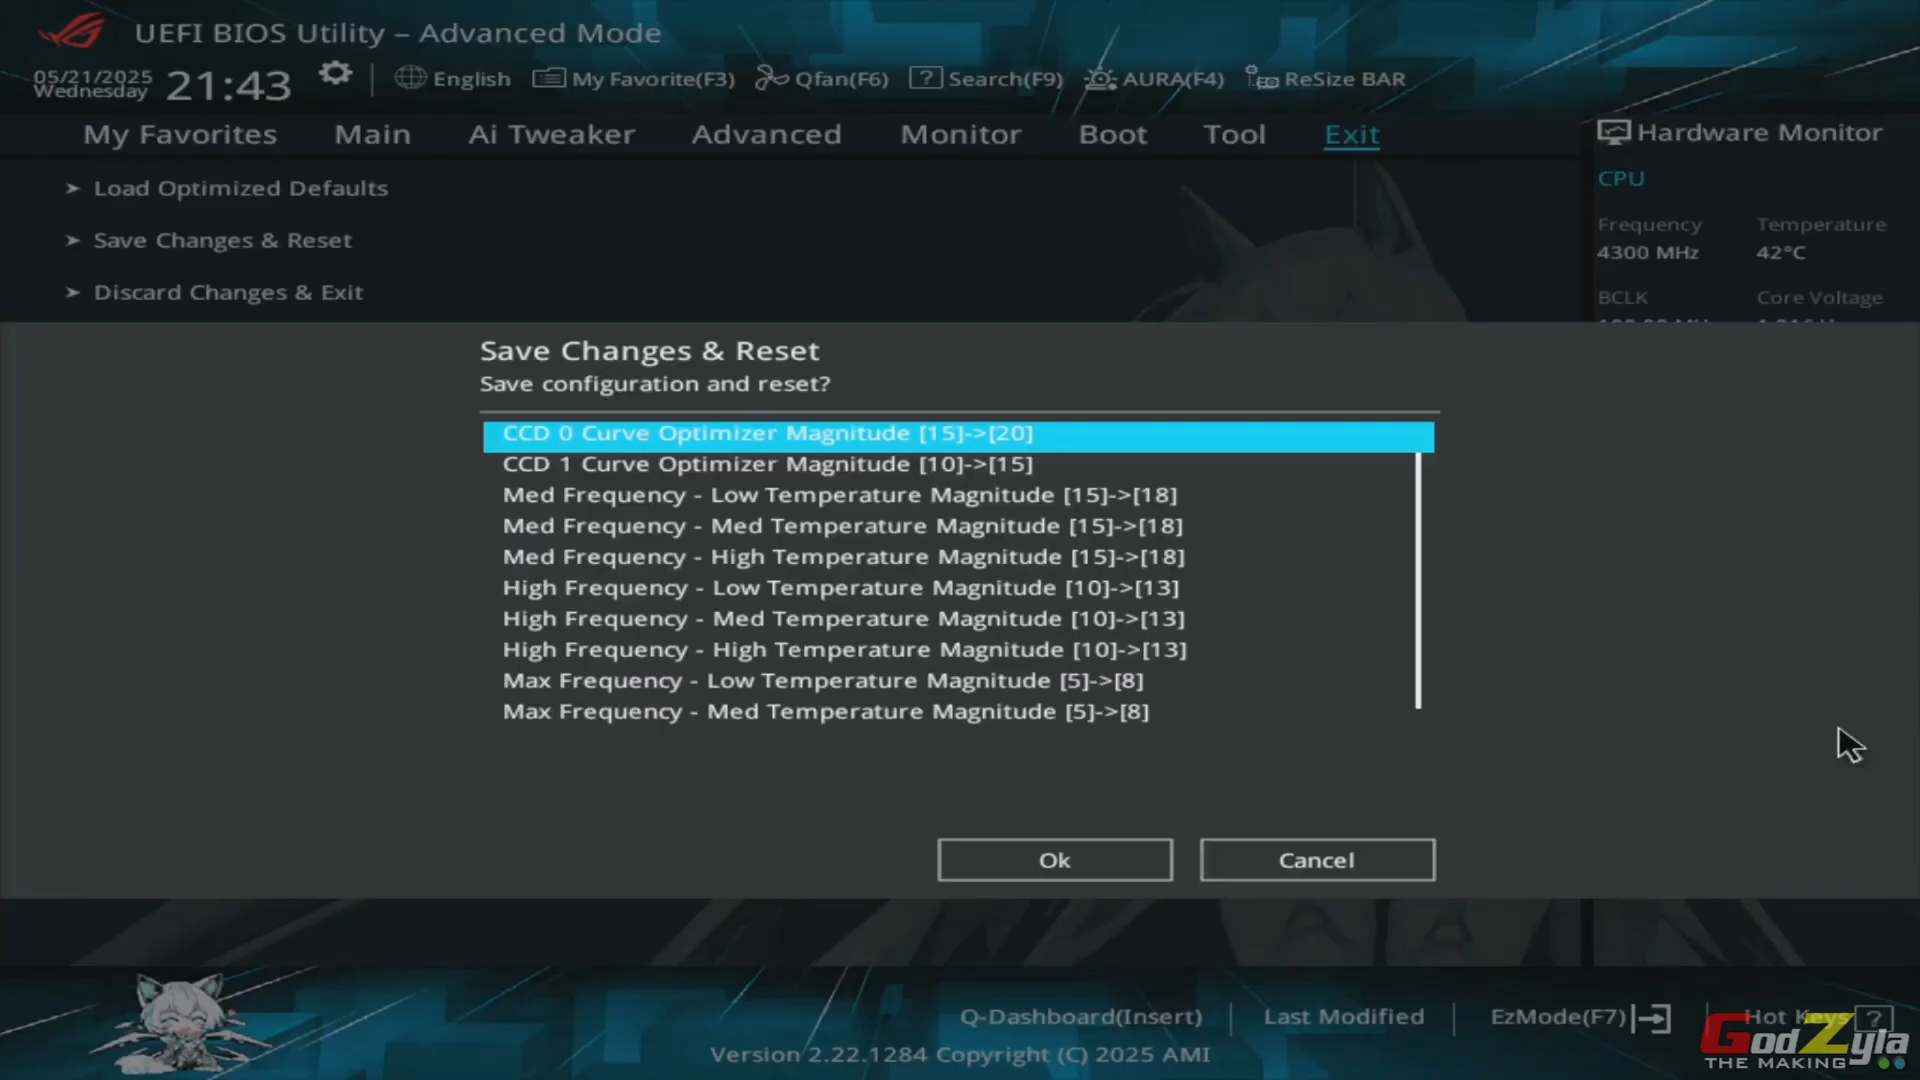 UEFI BIOS Utility – Advanced Mode
05/21/2025
Wednesday
21:43
English
My Favorite(F3)
Qfan(F6)
? Search(F9)
AURA(F4)
ReSize BAR
My Favorites
Main
Ai Tweaker
Advanced
Monitor
Boot
Tool
Exit
Hardware Monitor
Load Optimized Defaults
Save Changes & Reset
Discard Changes & Exit
CPU
Frequency
Temperature
4300 MHz
42°C
BCLK
Core Voltage
Save Changes & Reset
Save configuration and reset?
CCD 0 Curve Optimizer Magnitude [15]->[20]
CCD 1 Curve Optimizer Magnitude [10]->[15]
Med Frequency - Low Temperature Magnitude [15]->[18]
Med Frequency - Med Temperature Magnitude [15]->[18]
Med Frequency - High Temperature Magnitude [15]->[18]
High Frequency - Low Temperature Magnitude [10]->[13]
High Frequency - Med Temperature Magnitude [10]->[13]
High Frequency - High Temperature Magnitude [10]->[13]
Max Frequency - Low Temperature Magnitude [5]->[8]
Max Frequency - Med Temperature Magnitude [5]->[8]
Ok
Cancel
Q-Dashboard(Insert)
Last Modified
EzMode(F7)
Hot Keys ?
Version 2.22.1284 Copyright (C) 2025 AMI
GodZyla
THE MAKING